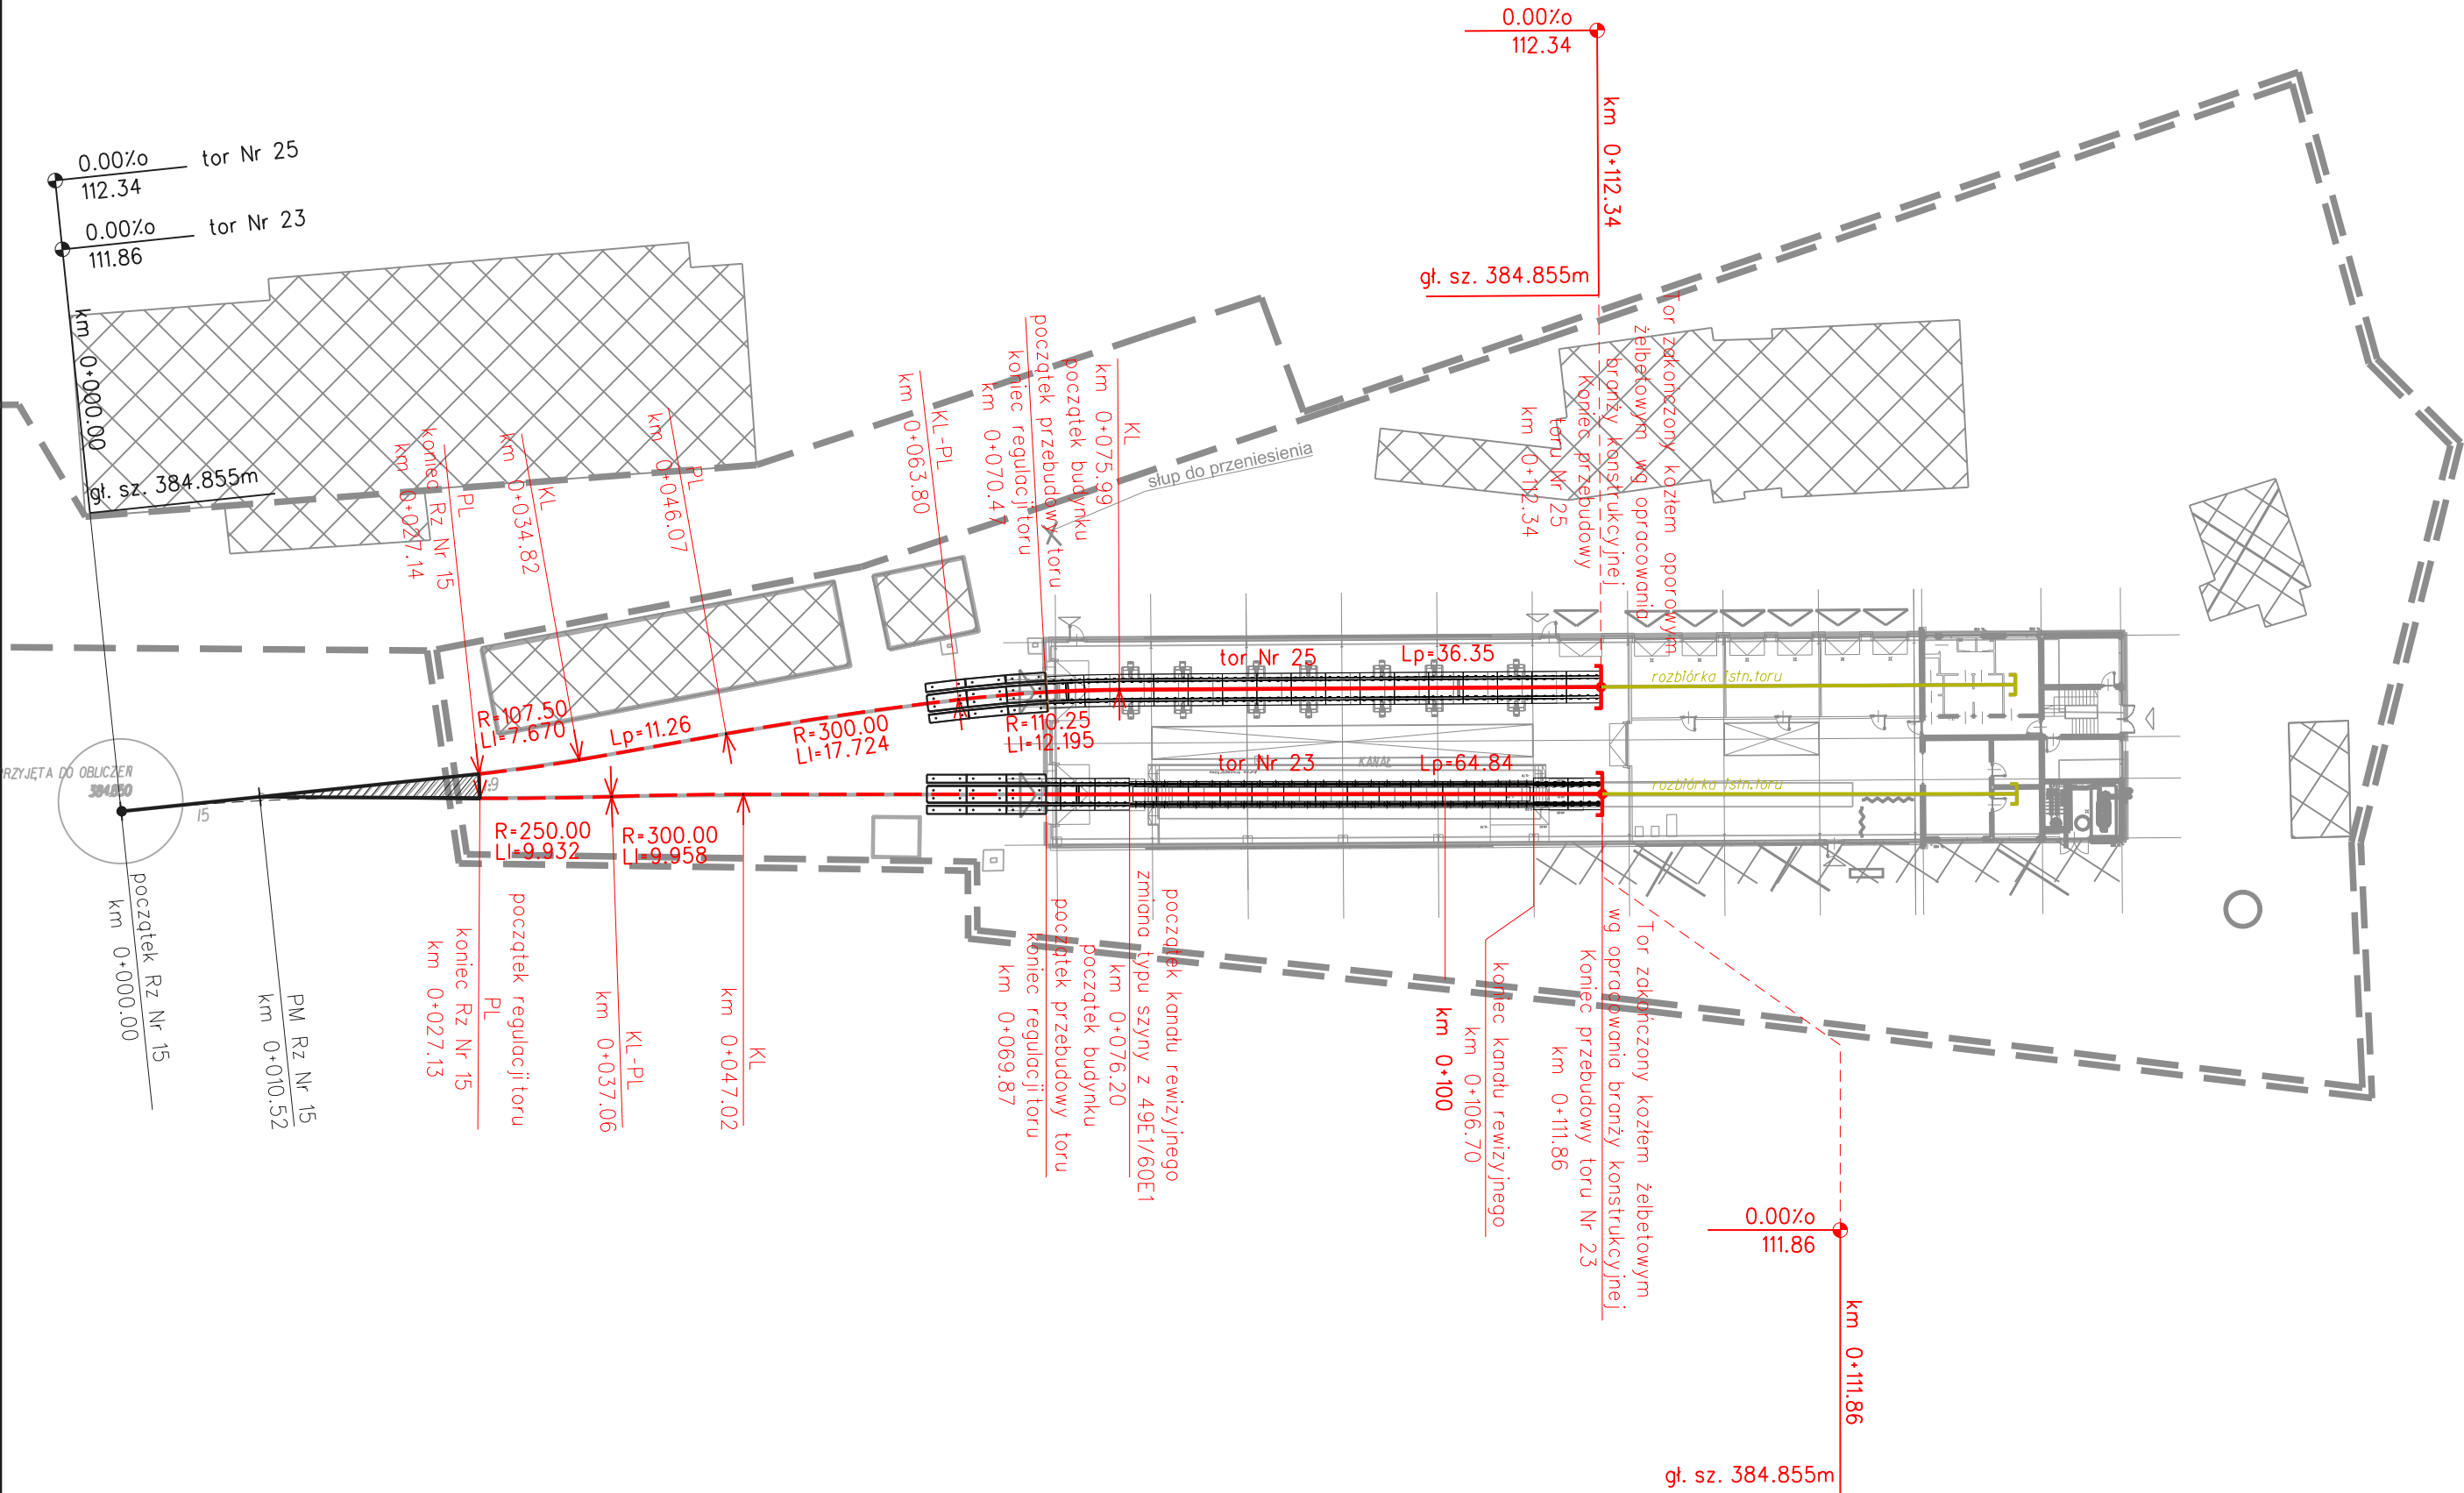 0.00‰
112.34
km 0+112.34
gł. sz. 384.855m
0.00‰ tor Nr 25
112.34
0.00‰ tor Nr 23
111.86
km 0+000.00
gł. sz. 384.855m
PL
koniec Rz Nr 15
km 0+027.14
KL
km 0+034.82
PL
km 0+046.07
KL-PL
km 0+063.80
początek budynku
początek przebudowy toru
koniec regulacji toru
km 0+070.47
KL
km 0+075.99
słup do przeniesienia
Tor zakończony kozłem oporowym
żelbetowym wg opracowania
branży konstrukcyjnej
Koniec przebudowy
toru Nr 25
km 0+112.34
R=107.50
Ll=7.670
Lp=11.26
R=300.00
Ll=17.724
R=110.25
Ll=12.195
tor Nr 25
Lp=36.35
rozbiórka istn.toru
tor Nr 23
KANAŁ
Lp=64.84
rozbiórka istn.toru
PRZYJĘTA DO OBLICZEŃ
15
1:9
R=250.00
Ll=9.932
R=300.00
Ll=9.958
początek Rz Nr 15
km 0+000.00
PM Rz Nr 15
km 0+010.52
początek regulacji toru
PL
koniec Rz Nr 15
km 0+027.13
KL-PL
km 0+037.06
KL
km 0+047.02
początek budynku
początek przebudowy toru
koniec regulacji toru
km 0+069.87
początek kanału rewizyjnego
zmiana typu szyny z 49E1/60E1
km 0+076.20
km 0+100
koniec kanału rewizyjnego
km 0+106.70
Tor zakończony kozłem żelbetowym
wg opracowania branży konstrukcyjnej
Koniec przebudowy toru Nr 23
km 0+111.86
0.00‰
111.86
km 0+111.86
gł. sz. 384.855m